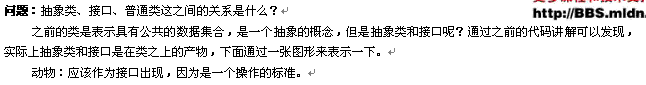 问题：抽象类、接口、普通类这之间的关系是什么？
http://BBS.mldn
之前的类是表示具有公共的数据集合，是一个抽象的概念，但是抽象类和接口呢？通过之前的代码讲解可以发现，
实际上抽象类和接口是在类之上的产物，下面通过一张图形来表示一下。
动物：应该作为接口出现，因为是一个操作的标准。